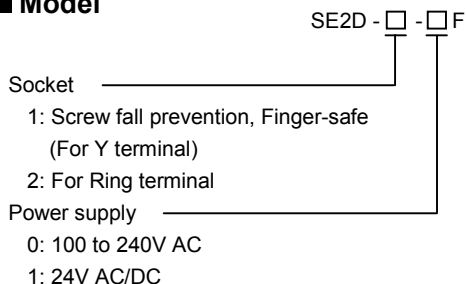 ■ Model
SE2D - □ - □ F
Socket
1: Screw fall prevention, Finger-safe
(For Y terminal)
2: For Ring terminal
Power supply
0: 100 to 240V AC
1: 24V AC/DC